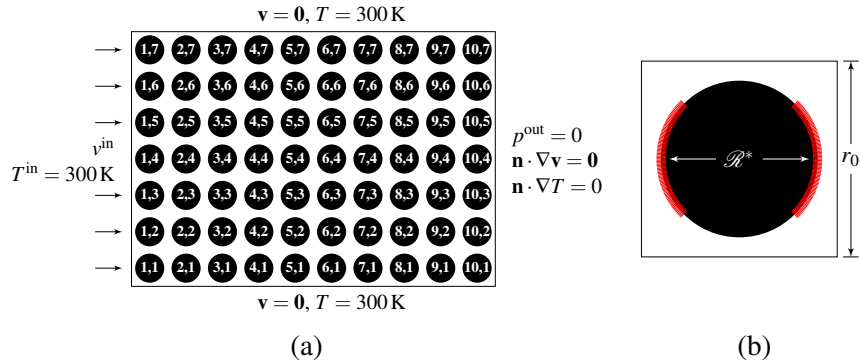 v = 0, T = 300 K
1,7 2,7 3,7 4,7 5,7 6,7 7,7 8,7 9,7 10,7
1,6 2,6 3,6 4,6 5,6 6,6 7,6 8,6 9,6 10,6
1,5 2,5 3,5 4,5 5,5 6,5 7,5 8,5 9,5 10,5
v^in
1,4 2,4 3,4 4,4 5,4 6,4 7,4 8,4 9,4 10,4
T^in = 300 K
1,3 2,3 3,3 4,3 5,3 6,3 7,3 8,3 9,3 10,3
1,2 2,2 3,2 4,2 5,2 6,2 7,2 8,2 9,2 10,2
1,1 2,1 3,1 4,1 5,1 6,1 7,1 8,1 9,1 10,1
v = 0, T = 300 K
p^out = 0
n · ∇v = 0
n · ∇T = 0
(a)
ℛ*
r₀
(b)